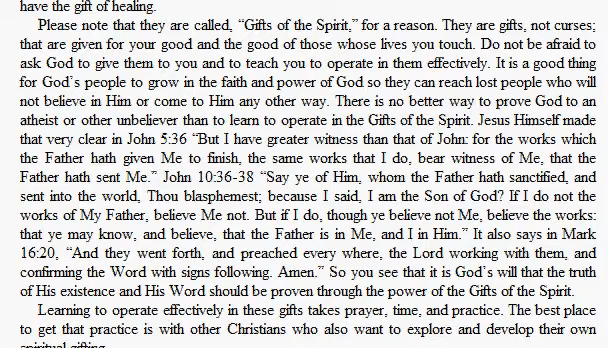 have the gift of healing.
Please note that they are called, “Gifts of the Spirit,” for a reason. They are gifts, not curses;
that are given for your good and the good of those whose lives you touch. Do not be afraid to
ask God to give them to you and to teach you to operate in them effectively. It is a good thing
for God’s people to grow in the faith and power of God so they can reach lost people who will
not believe in Him or come to Him any other way. There is no better way to prove God to an
atheist or other unbeliever than to learn to operate in the Gifts of the Spirit. Jesus Himself made
that very clear in John 5:36 “But I have greater witness than that of John: for the works which
the Father hath given Me to finish, the same works that I do, bear witness of Me, that the
Father hath sent Me.” John 10:36-38 “Say ye of Him, whom the Father hath sanctified, and
sent into the world, Thou blasphemest; because I said, I am the Son of God? If I do not the
works of My Father, believe Me not. But if I do, though ye believe not Me, believe the works:
that ye may know, and believe, that the Father is in Me, and I in Him.” It also says in Mark
16:20, “And they went forth, and preached every where, the Lord working with them, and
confirming the Word with signs following. Amen.” So you see that it is God’s will that the truth
of His existence and His Word should be proven through the power of the Gifts of the Spirit.
Learning to operate effectively in these gifts takes prayer, time, and practice. The best place
to get that practice is with other Christians who also want to explore and develop their own
spiritual gifting.